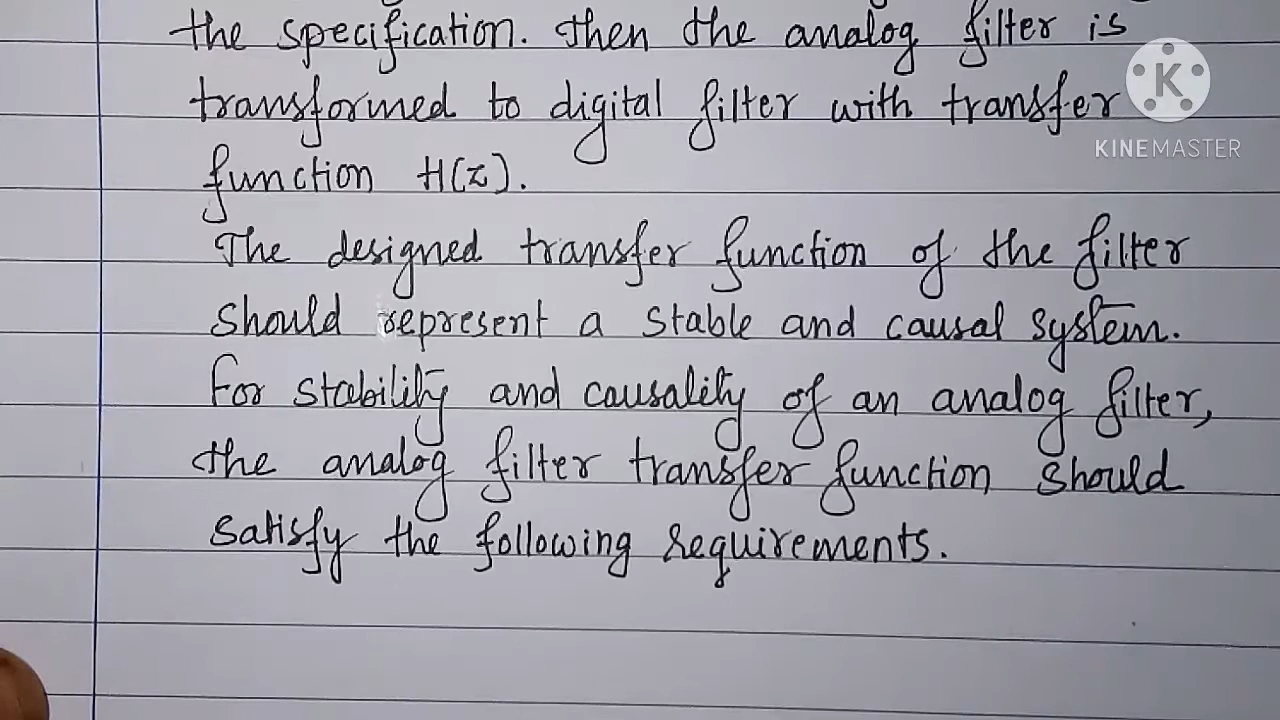 the specification. Then the analog filter is
transformed to digital filter with transfer
function H(z).
The designed transfer function of the filter
should represent a stable and causal system.
For stability and causality of an analog filter,
the analog filter transfer function should
satisfy the following requirements.
K
KINEMASTER